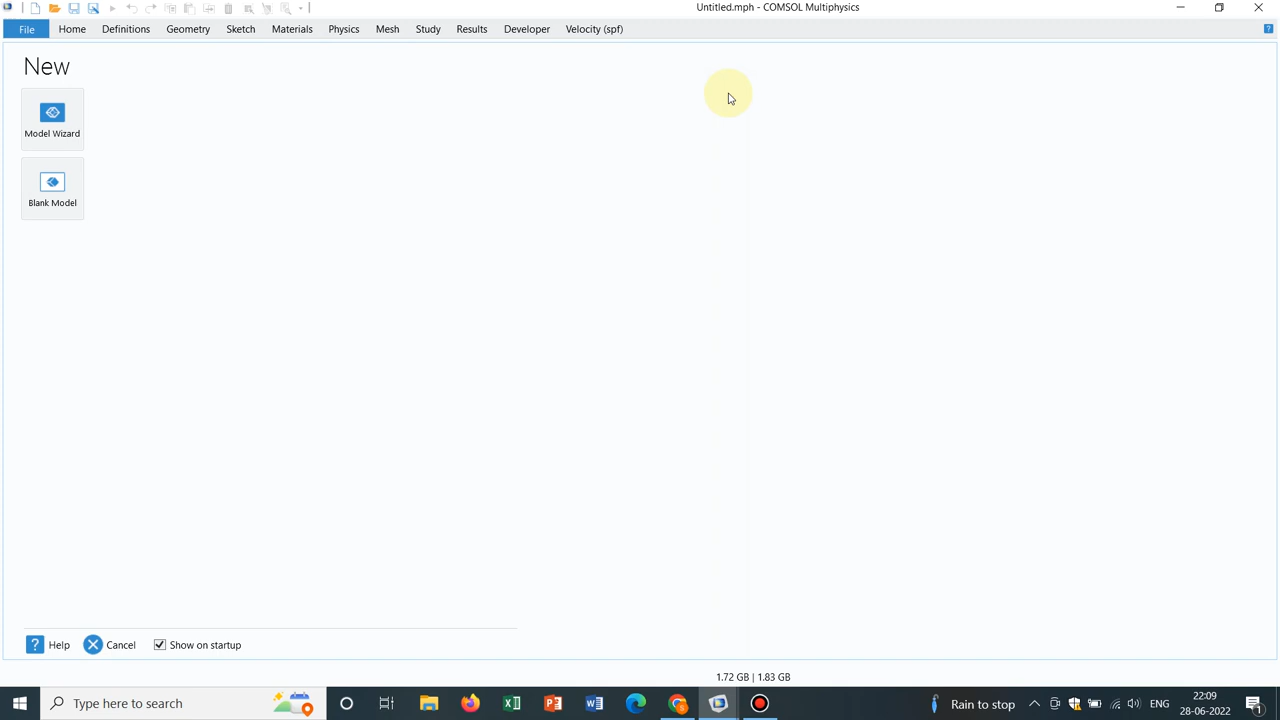 Untitled.mph - COMSOL Multiphysics
File Home Definitions Geometry Sketch Materials Physics Mesh Study Results Developer Velocity (spf)
?
New
Model Wizard
Blank Model
? Help Cancel Show on startup
1.72 GB | 1.83 GB
Type here to search
Rain to stop ENG 22:09 28-06-2022 1